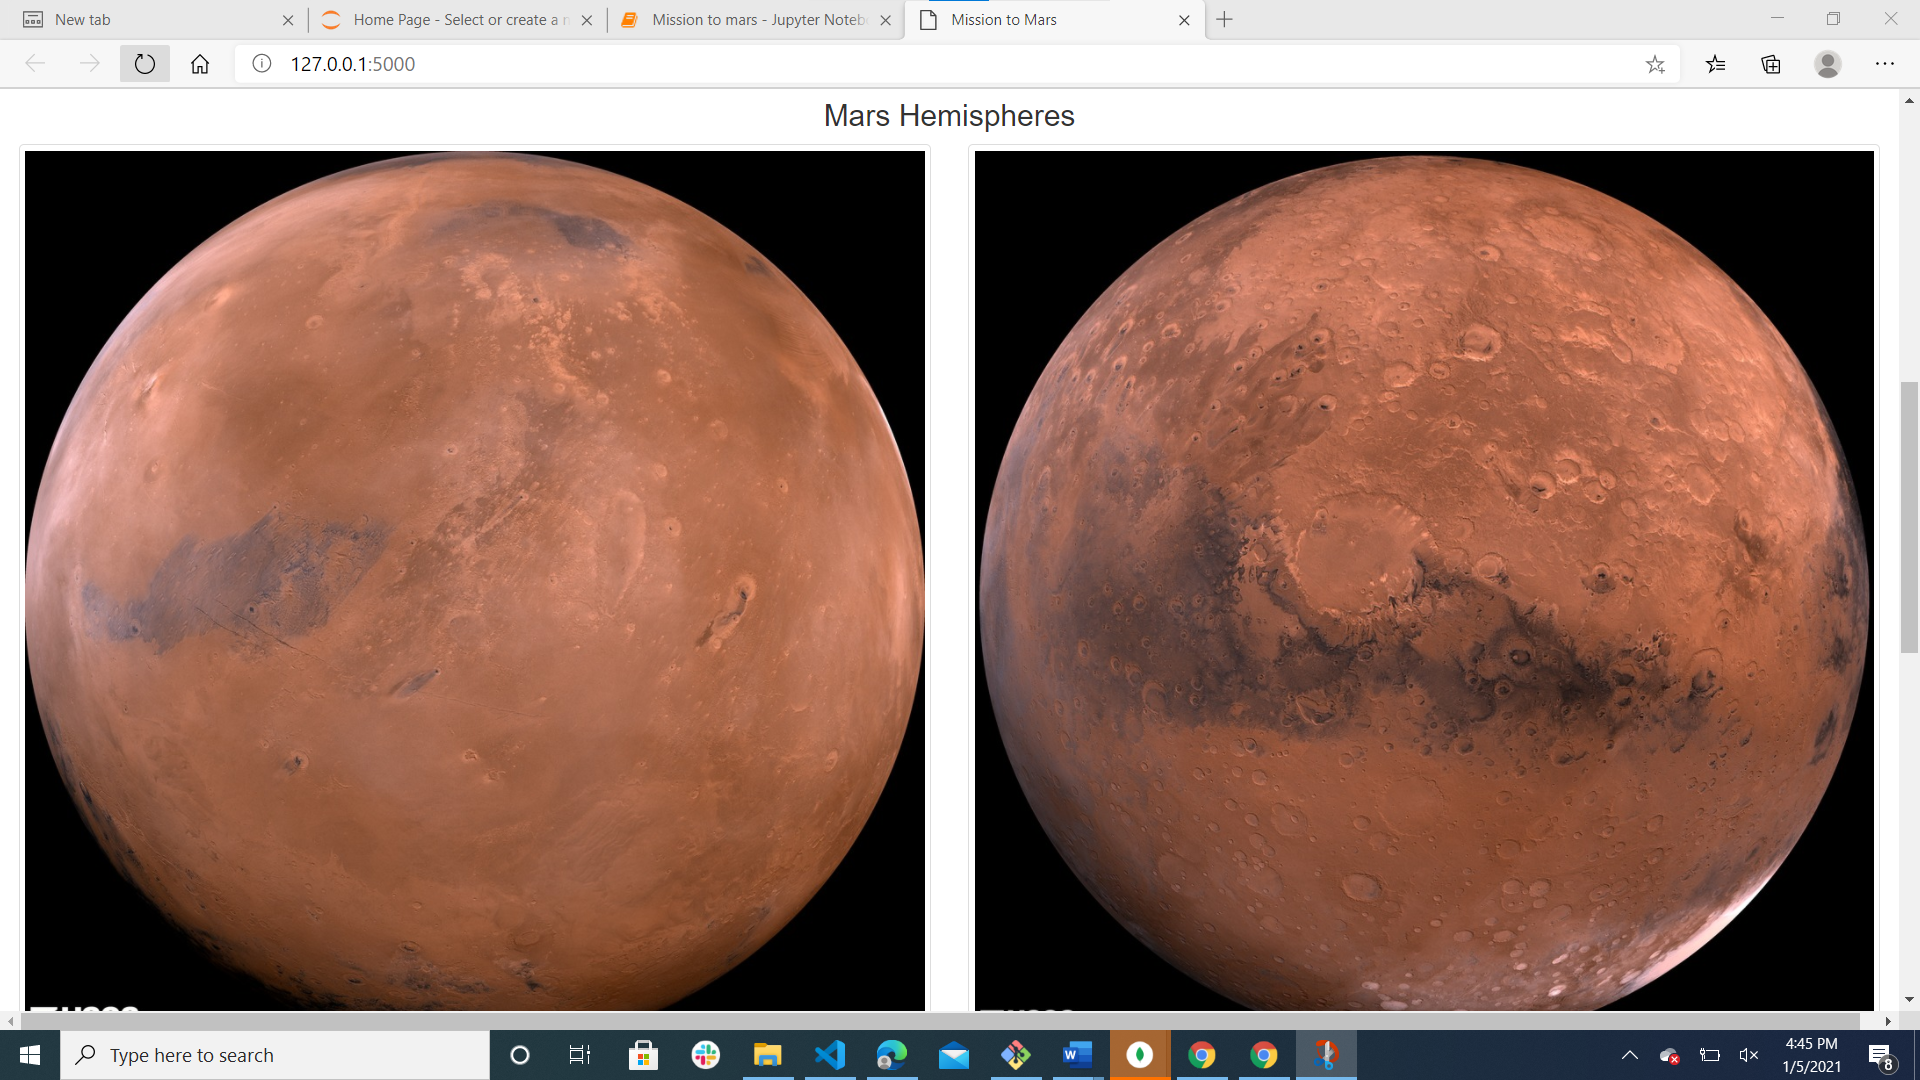 New tab
Home Page - Select or create a n
Mission to mars - Jupyter Noteb
Mission to Mars
127.0.0.1:5000
Mars Hemispheres
Type here to search
4:45 PM
1/5/2021
8